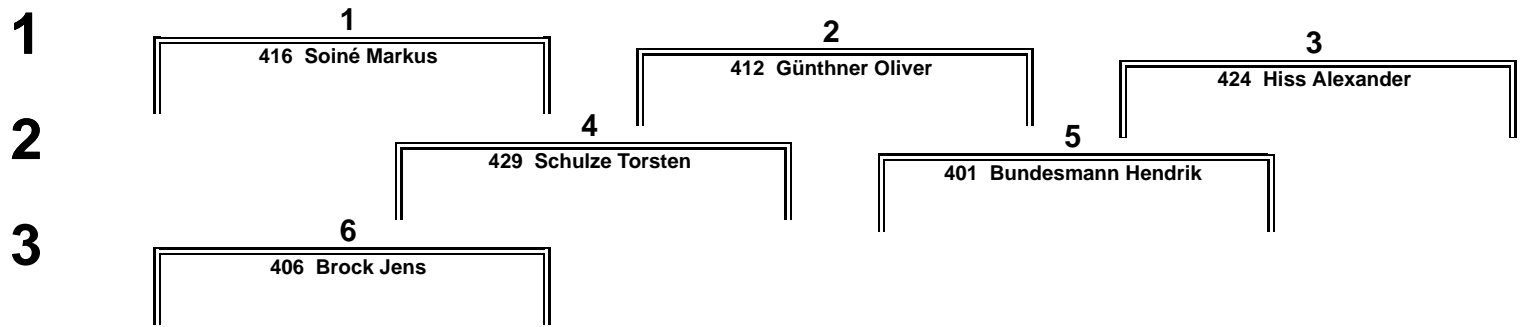 1
1
416 Soiné Markus
2
412 Günthner Oliver
3
424 Hiss Alexander
2
4
429 Schulze Torsten
5
401 Bundesmann Hendrik
3
6
406 Brock Jens